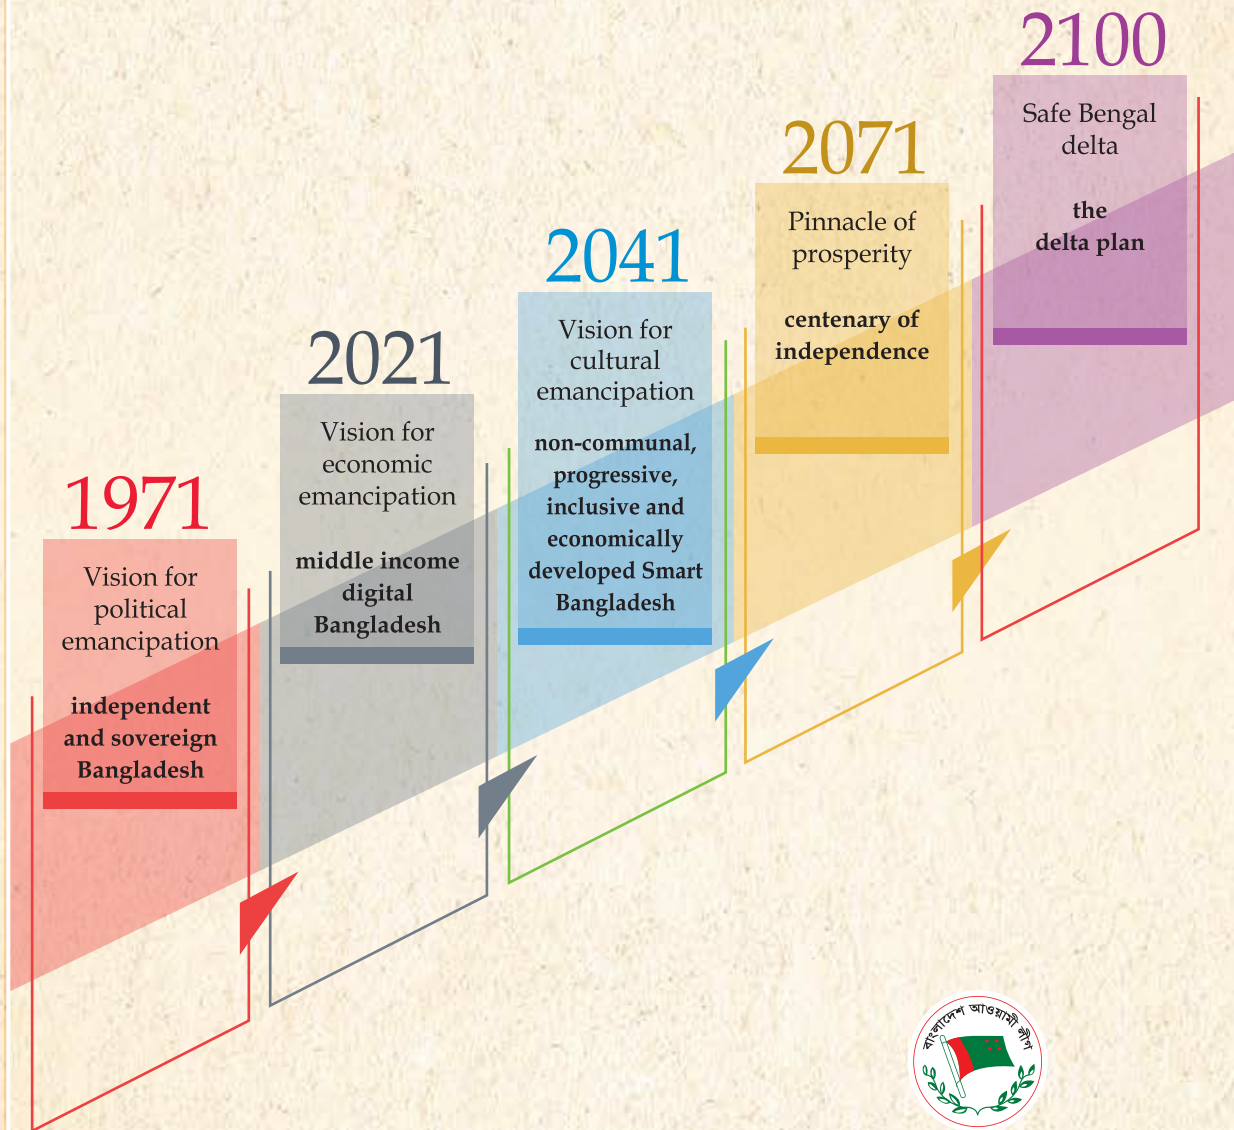 1971
Vision for
political
emancipation
independent
and sovereign
Bangladesh
2021
Vision for
economic
emancipation
middle income
digital
Bangladesh
2041
Vision for
cultural
emancipation
non-communal,
progressive,
inclusive and
economically
developed Smart
Bangladesh
2071
Pinnacle of
prosperity
centenary of
independence
2100
Safe Bengal
delta
the
delta plan
বাংলাদেশ আওয়ামী লীগ